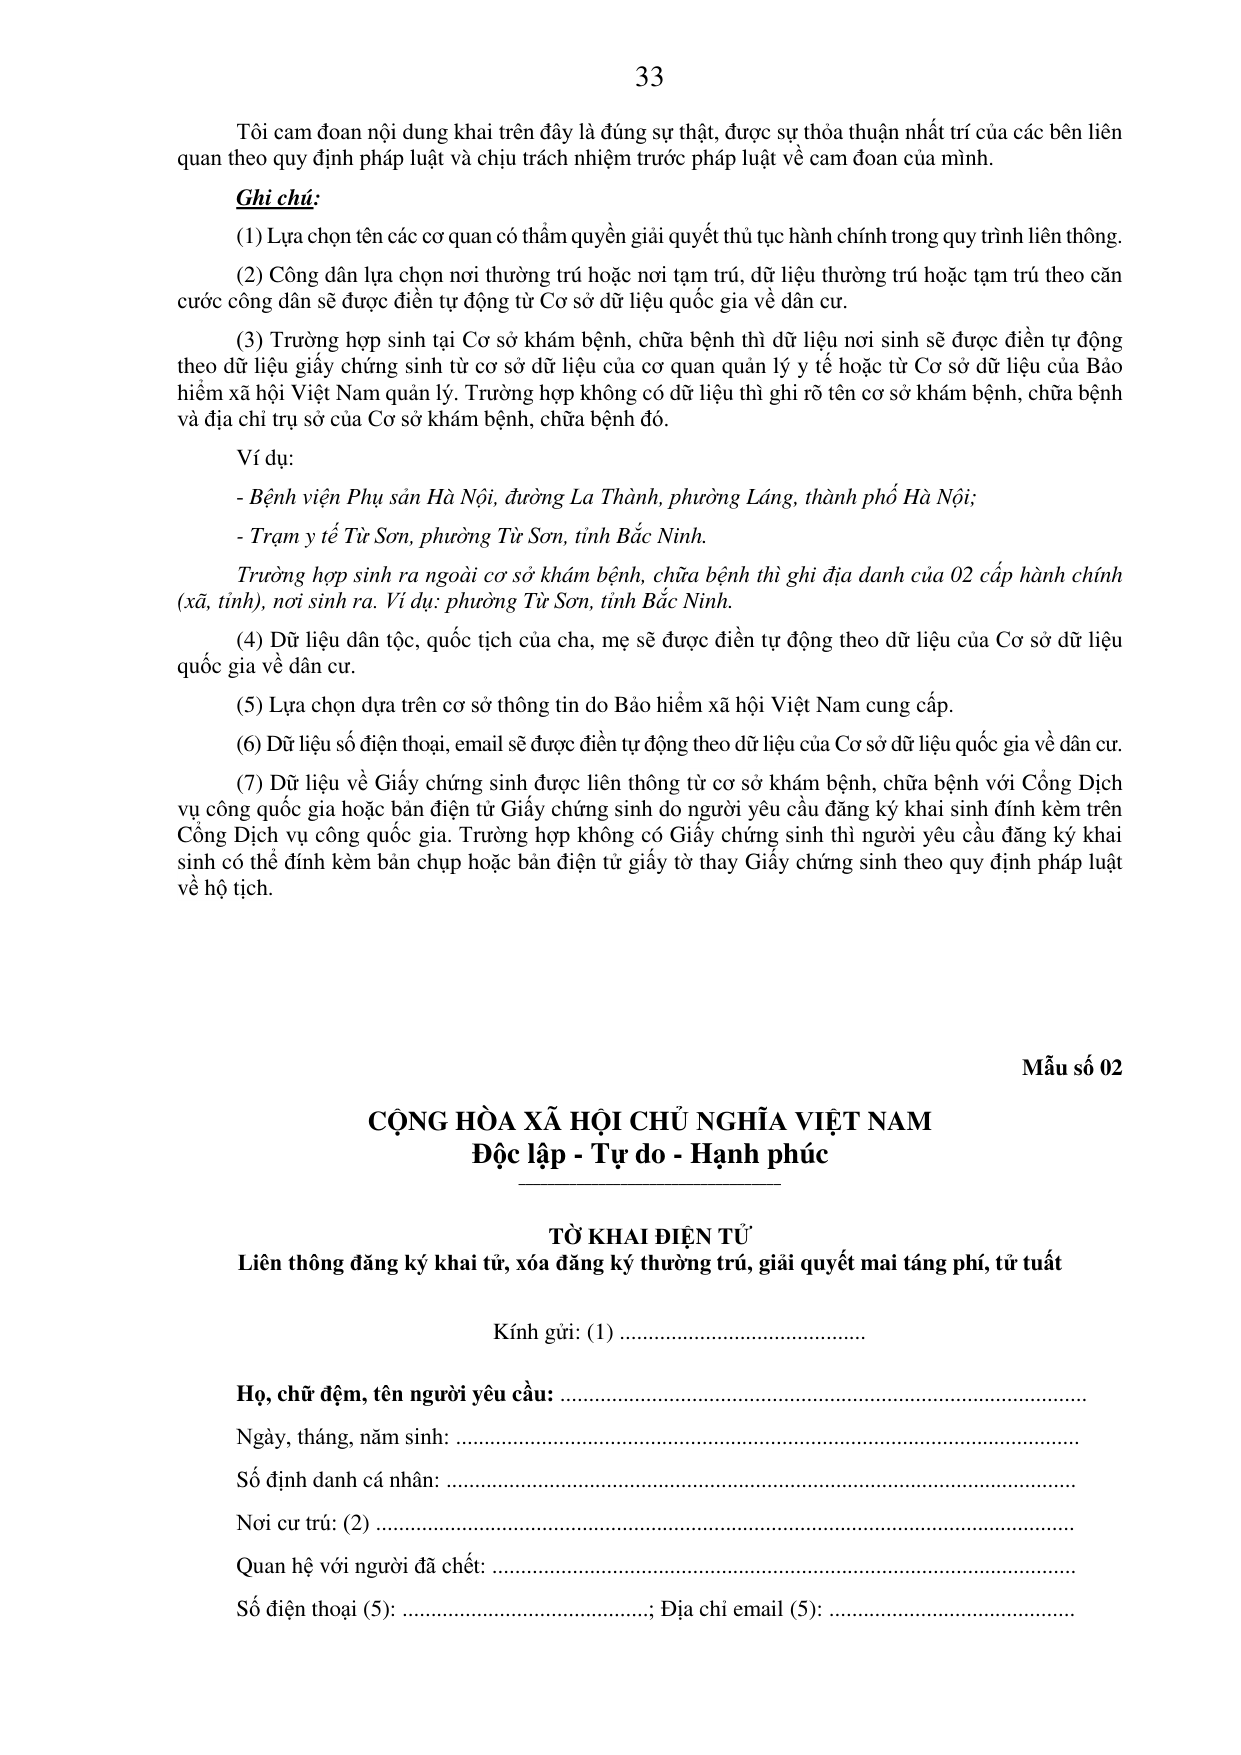 33
Tôi cam đoan nội dung khai trên đây là đúng sự thật, được sự thỏa thuận nhất trí của các bên liên
quan theo quy định pháp luật và chịu trách nhiệm trước pháp luật về cam đoan của mình.
Ghi chú:
(1) Lựa chọn tên các cơ quan có thẩm quyền giải quyết thủ tục hành chính trong quy trình liên thông.
(2) Công dân lựa chọn nơi thường trú hoặc nơi tạm trú, dữ liệu thường trú hoặc tạm trú theo căn
cước công dân sẽ được điền tự động từ Cơ sở dữ liệu quốc gia về dân cư.
(3) Trường hợp sinh tại Cơ sở khám bệnh, chữa bệnh thì dữ liệu nơi sinh sẽ được điền tự động
theo dữ liệu giấy chứng sinh từ cơ sở dữ liệu của cơ quan quản lý y tế hoặc từ Cơ sở dữ liệu của Bảo
hiểm xã hội Việt Nam quản lý. Trường hợp không có dữ liệu thì ghi rõ tên cơ sở khám bệnh, chữa bệnh
và địa chỉ trụ sở của Cơ sở khám bệnh, chữa bệnh đó.
Ví dụ:
- Bệnh viện Phụ sản Hà Nội, đường La Thành, phường Láng, thành phố Hà Nội;
- Trạm y tế Từ Sơn, phường Từ Sơn, tỉnh Bắc Ninh.
Trường hợp sinh ra ngoài cơ sở khám bệnh, chữa bệnh thì ghi địa danh của 02 cấp hành chính
(xã, tỉnh), nơi sinh ra. Ví dụ: phường Từ Sơn, tỉnh Bắc Ninh.
(4) Dữ liệu dân tộc, quốc tịch của cha, mẹ sẽ được điền tự động theo dữ liệu của Cơ sở dữ liệu
quốc gia về dân cư.
(5) Lựa chọn dựa trên cơ sở thông tin do Bảo hiểm xã hội Việt Nam cung cấp.
(6) Dữ liệu số điện thoại, email sẽ được điền tự động theo dữ liệu của Cơ sở dữ liệu quốc gia về dân cư.
(7) Dữ liệu về Giấy chứng sinh được liên thông từ cơ sở khám bệnh, chữa bệnh với Cổng Dịch
vụ công quốc gia hoặc bản điện tử Giấy chứng sinh do người yêu cầu đăng ký khai sinh đính kèm trên
Cổng Dịch vụ công quốc gia. Trường hợp không có Giấy chứng sinh thì người yêu cầu đăng ký khai
sinh có thể đính kèm bản chụp hoặc bản điện tử giấy tờ thay Giấy chứng sinh theo quy định pháp luật
về hộ tịch.
Mẫu số 02
CỘNG HÒA XÃ HỘI CHỦ NGHĨA VIỆT NAM
Độc lập - Tự do - Hạnh phúc
TỜ KHAI ĐIỆN TỬ
Liên thông đăng ký khai tử, xóa đăng ký thường trú, giải quyết mai táng phí, tử tuất
Kính gửi: (1) ...........................................
Họ, chữ đệm, tên người yêu cầu: ............................................................................................
Ngày, tháng, năm sinh: .............................................................................................................
Số định danh cá nhân: ..............................................................................................................
Nơi cư trú: (2) ..........................................................................................................................
Quan hệ với người đã chết: ......................................................................................................
Số điện thoại (5): ...........................................; Địa chỉ email (5): ...........................................